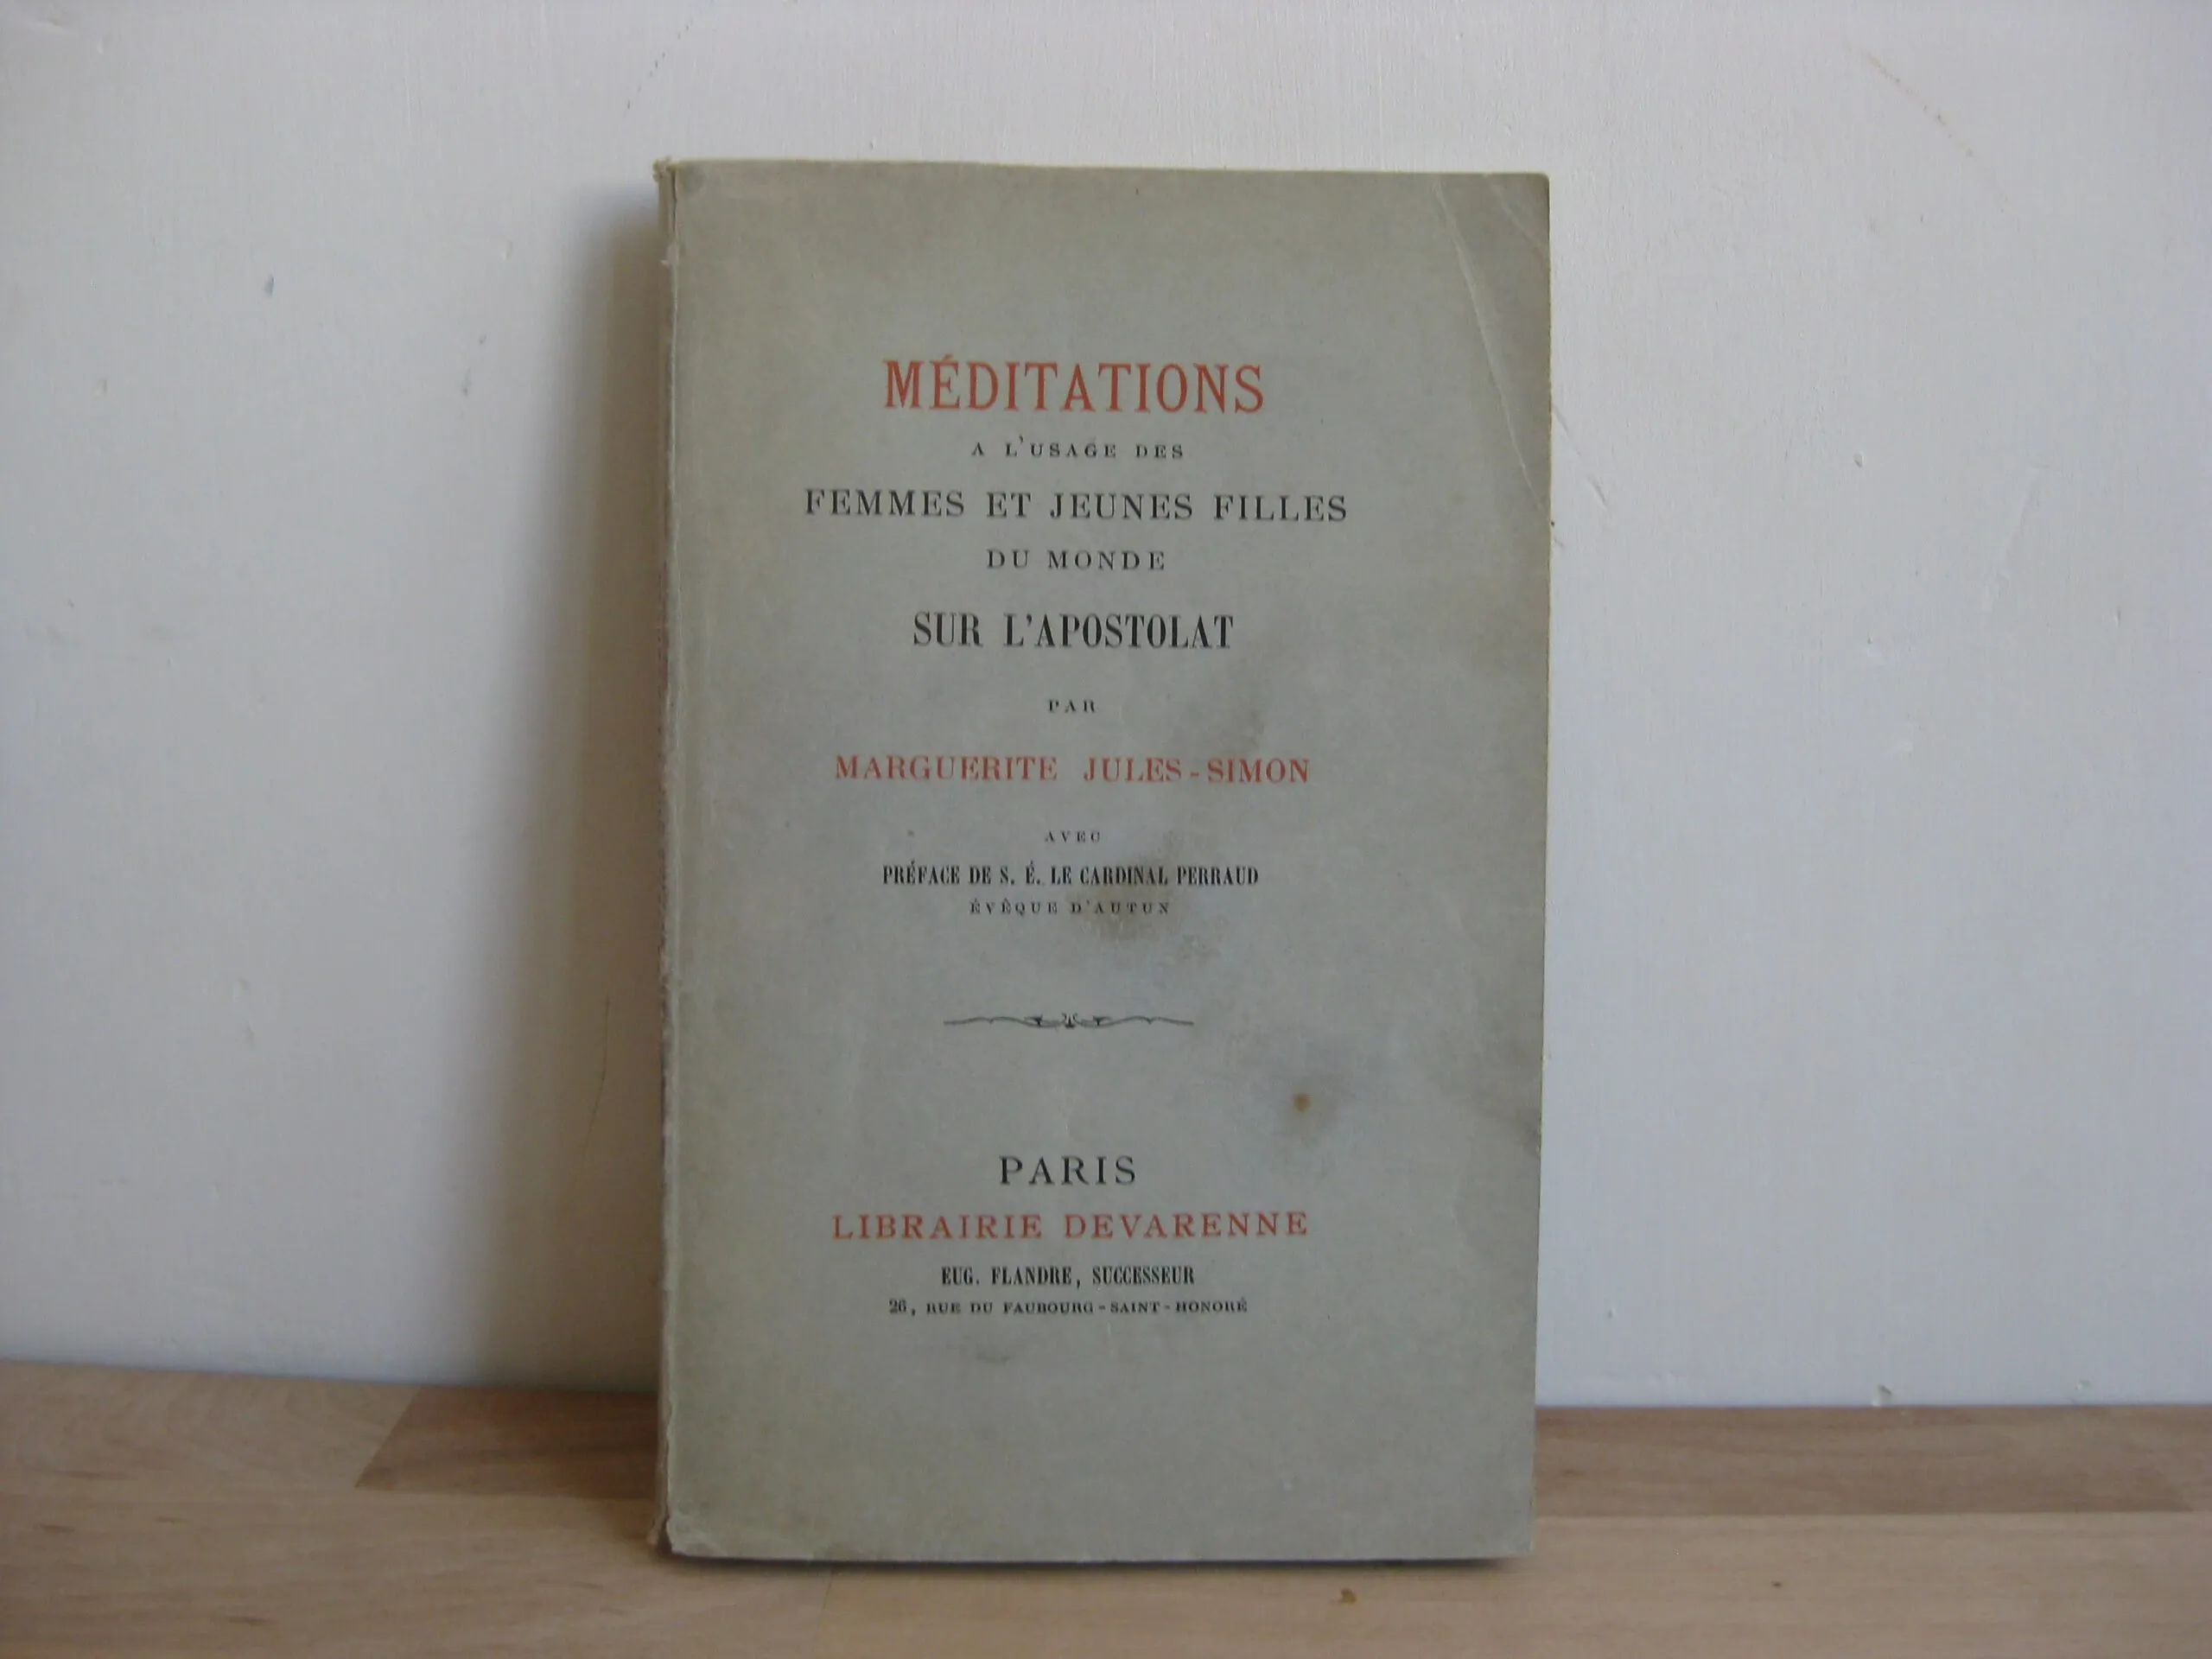 MÉDITATIONS
A L'USAGE DES
FEMMES ET JEUNES FILLES
DU MONDE
SUR L'APOSTOLAT
PAR
MARGUERITE JULES-SIMON
AVEC
PRÉFACE DE S. É. LE CARDINAL PERRAUD
ÉVÊQUE D'AUTUN
PARIS
LIBRAIRIE DEVARENNE
EUG. FLANDRE, SUCCESSEUR
26, RUE DU FAUBOURG-SAINT-HONORÉ